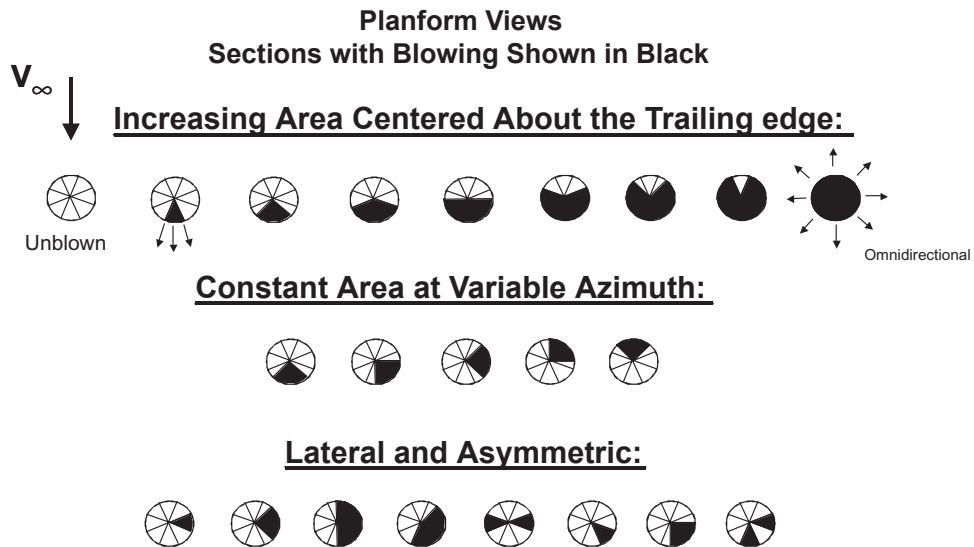 Planform Views
Sections with Blowing Shown in Black
V∞
Increasing Area Centered About the Trailing edge:
Unblown
Omnidirectional
Constant Area at Variable Azimuth:
Lateral and Asymmetric: